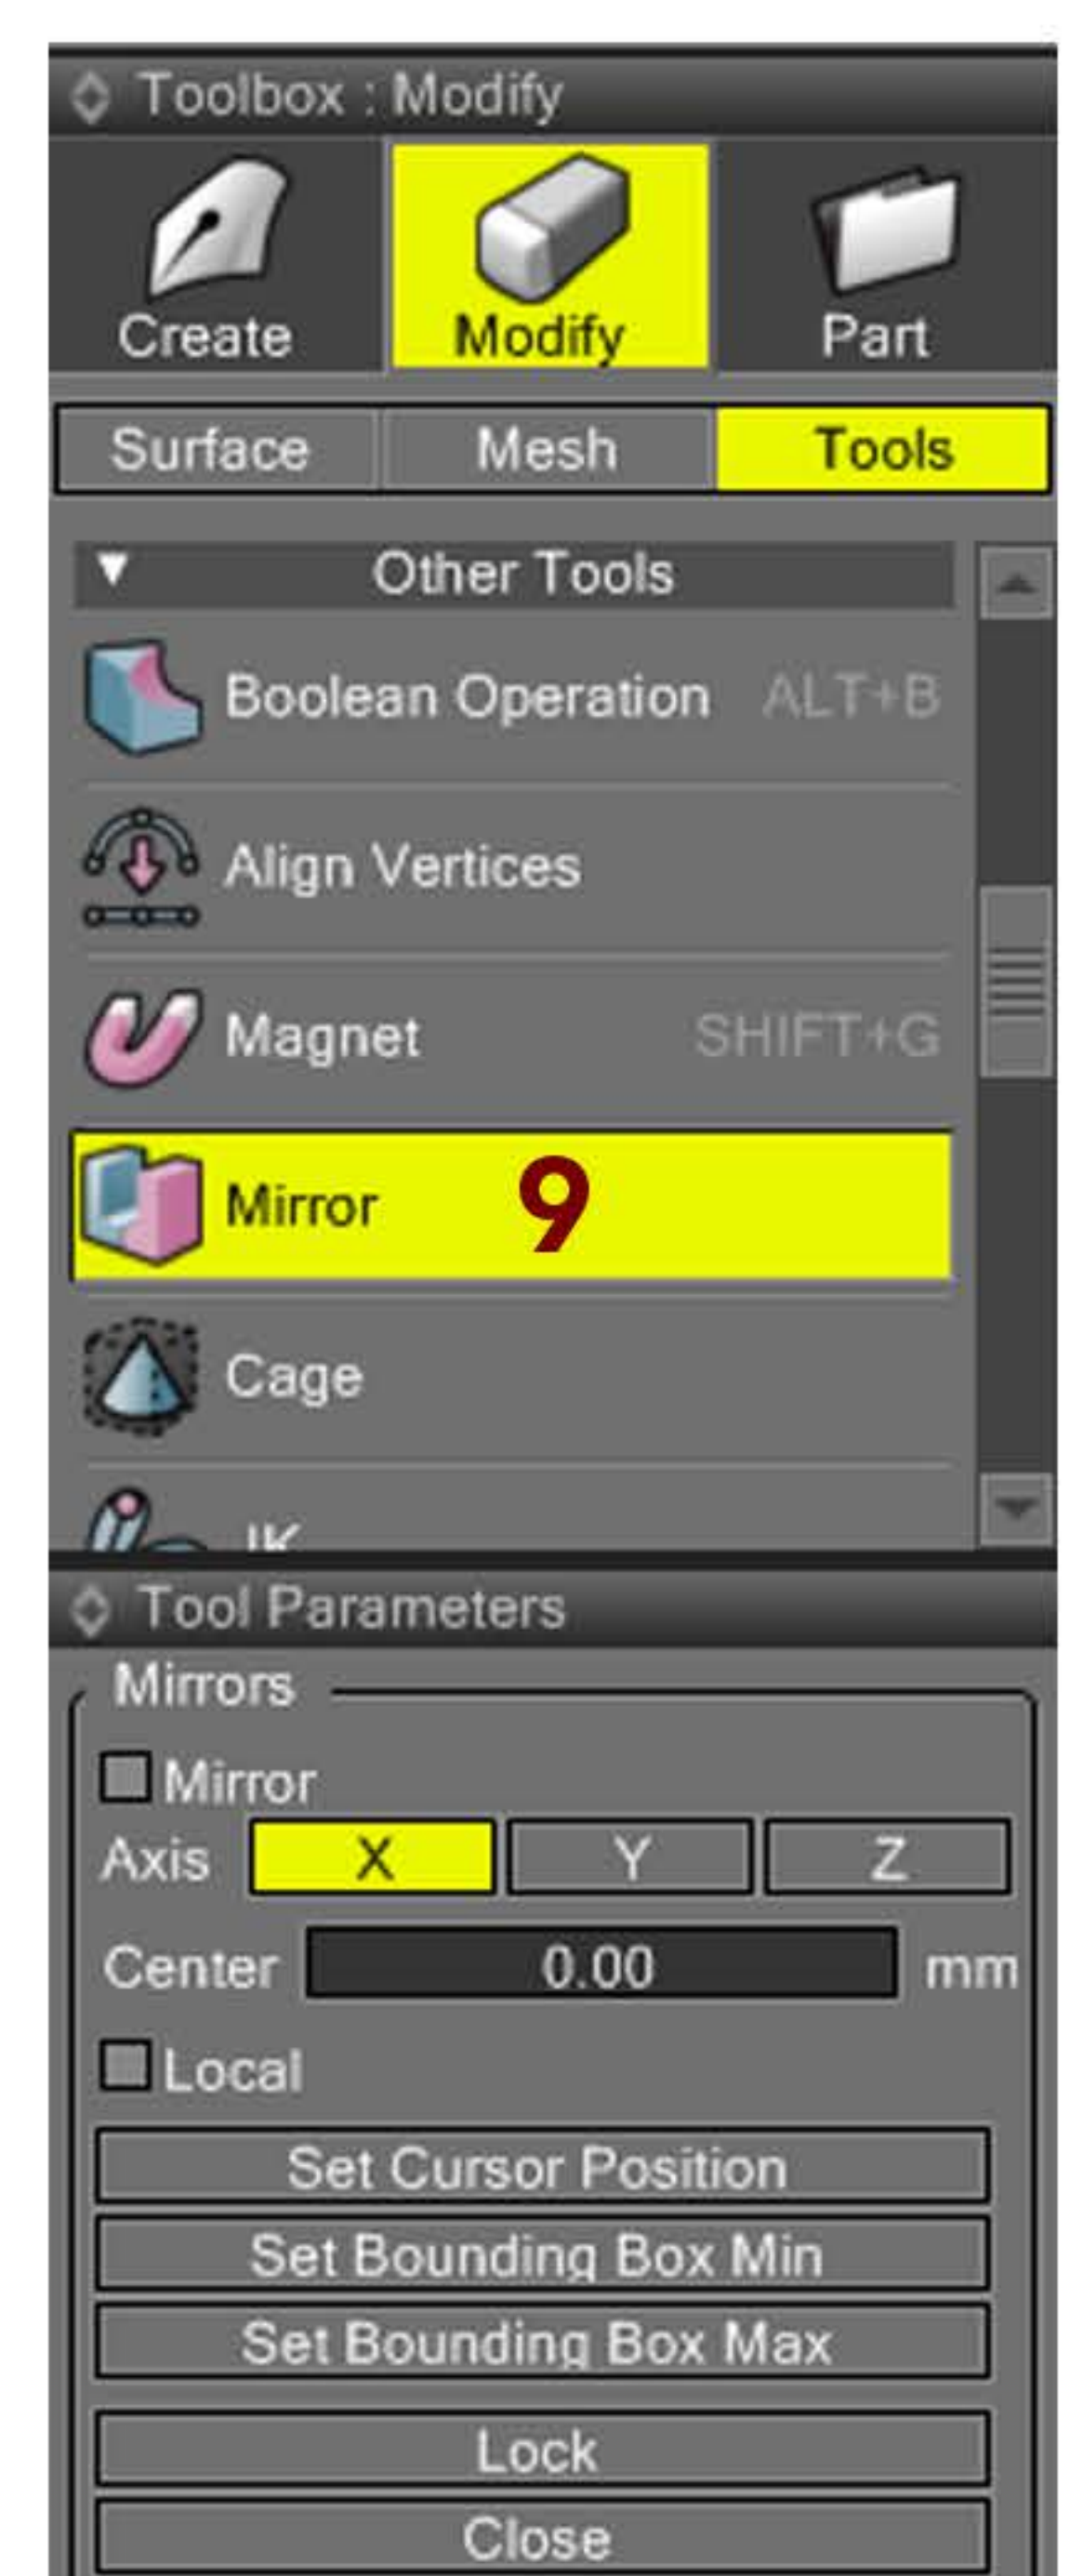 Toolbox : Modify
Create Modify Part
Surface Mesh Tools
Other Tools
Boolean Operation ALT+B
Align Vertices
Magnet SHIFT+G
Mirror 9
Cage
IK
Tool Parameters
Mirrors
Mirror
Axis X Y Z
Center 0.00 mm
Local
Set Cursor Position
Set Bounding Box Min
Set Bounding Box Max
Lock
Close